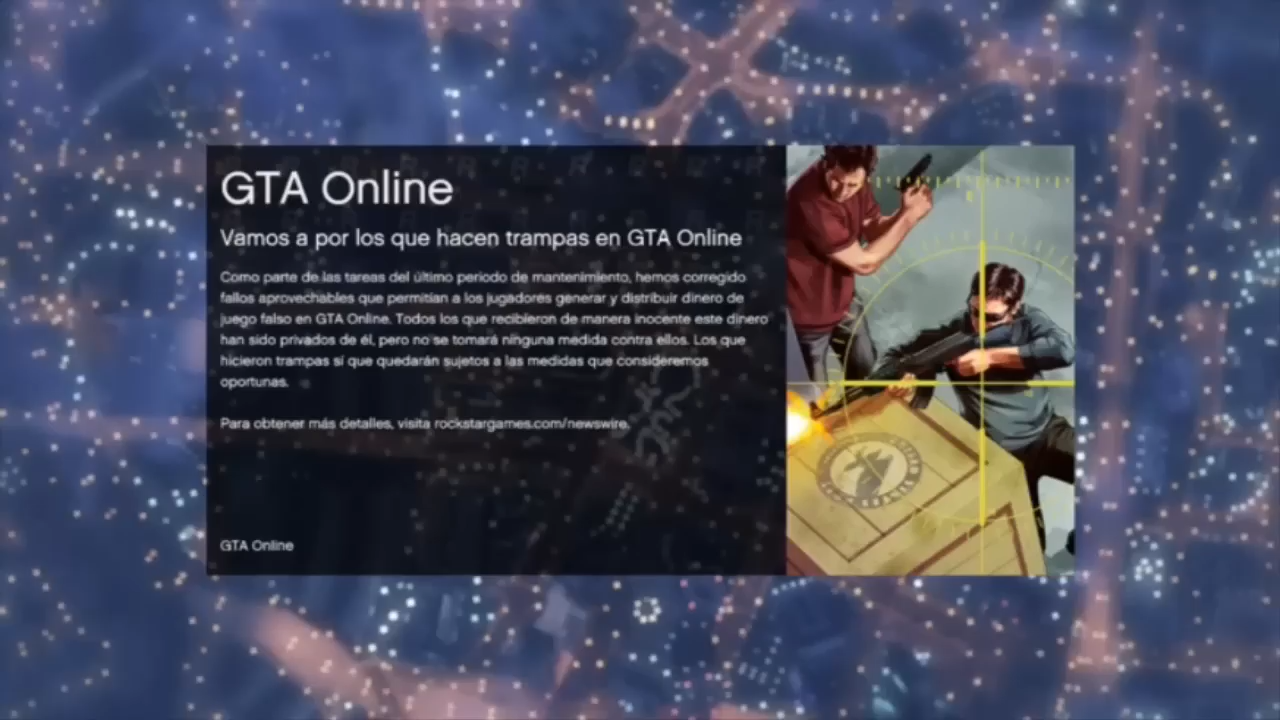 GTA Online
Vamos a por los que hacen trampas en GTA Online
Como parte de las tareas del último periodo de mantenimiento, hemos corregido
fallos aprovechables que permitían a los jugadores generar y distribuir dinero de
juego falso en GTA Online. Todos los que recibieron de manera inocente este dinero
han sido privados de él, pero no se tomará ninguna medida contra ellos. Los que
hicieron trampas sí que quedarán sujetos a las medidas que consideremos
oportunas.
Para obtener más detalles, visita rockstargames.com/newswire.
GTA Online